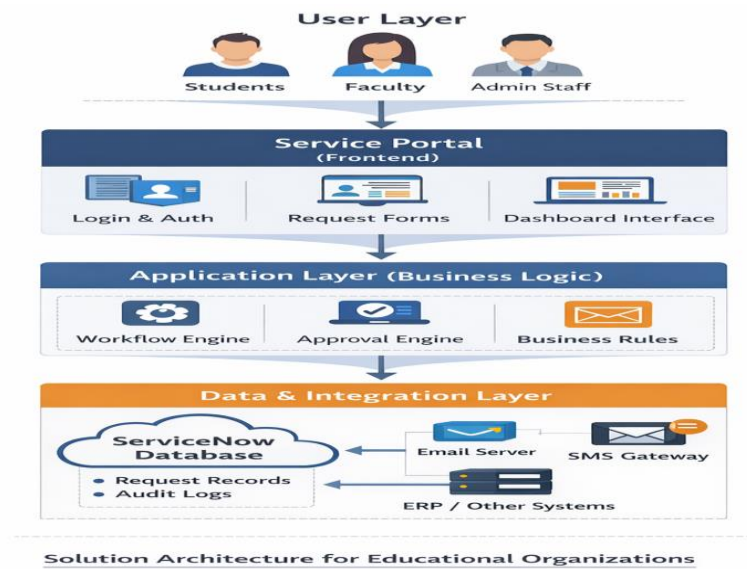 User Layer
Students
Faculty
Admin Staff
Service Portal
(Frontend)
Login & Auth
Request Forms
Dashboard Interface
Application Layer (Business Logic)
Workflow Engine
Approval Engine
Business Rules
Data & Integration Layer
ServiceNow
Database
• Request Records
• Audit Logs
Email Server
SMS Gateway
ERP / Other Systems
Solution Architecture for Educational Organizations